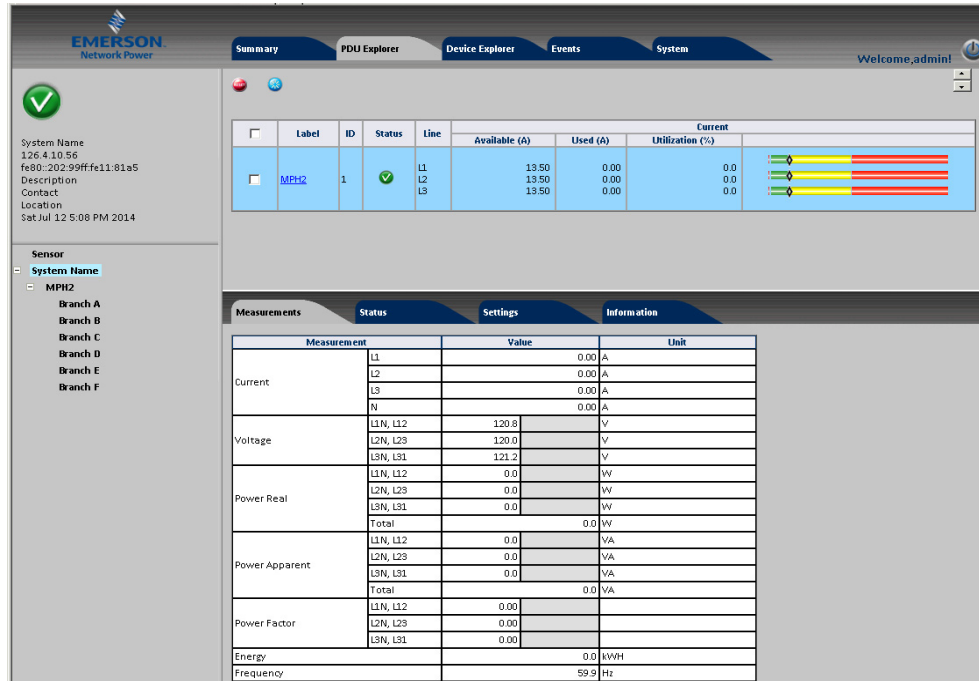 EMERSON.
Network Power
Summary
PDU Explorer
Device Explorer
Events
System
Welcome,admin!
System Name
126.4.10.56
fe80::202:99ff:fe11:81a5
Description
Contact
Location
Sat Jul 12 5:08 PM 2014
Sensor
System Name
MPH2
Branch A
Branch B
Branch C
Branch D
Branch E
Branch F
Label ID Status Line Current
Available (A) Used (A) Utilization (%)
MPH2 1
L1 13.50 0.00 0.0
L2 13.50 0.00 0.0
L3 13.50 0.00 0.0
Measurements
Status
Settings
Information
Measurement Value Unit
Current
L1 0.00 A
L2 0.00 A
L3 0.00 A
N 0.00 A
Voltage
L1N, L12 120.8 V
L2N, L23 120.0 V
L3N, L31 121.2 V
Power Real
L1N, L12 0.0 W
L2N, L23 0.0 W
L3N, L31 0.0 W
Total 0.0 W
Power Apparent
L1N, L12 0.0 VA
L2N, L23 0.0 VA
L3N, L31 0.0 VA
Total 0.0 VA
Power Factor
L1N, L12 0.00
L2N, L23 0.00
L3N, L31 0.00
Energy 0.0 kWH
Frequency 59.9 Hz